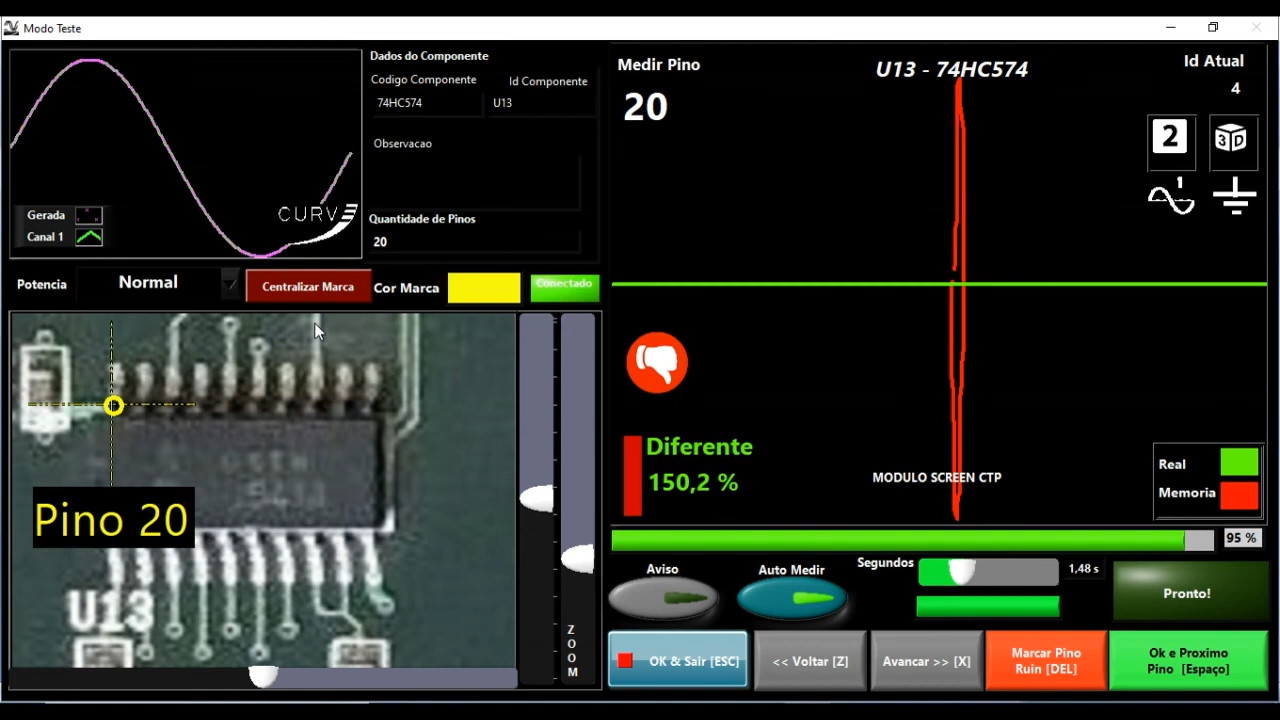 Modo Teste
Dados do Componente
Codigo Componente
Id Componente
74HC574
U13
Observacao
Quantidade de Pinos
20
Gerada
Canal 1
CURV
Potencia
Normal
Centralizar Marca
Cor Marca
Conectado
Pino 20
U13
ZOOM
Medir Pino
20
U13 - 74HC574
Id Atual
4
2
3D
1
Diferente
150,2 %
MODULO SCREEN CTP
Real
Memoria
95 %
Aviso
Auto Medir
Segundos
1,48 s
Pronto!
OK & Sair [ESC]
<< Voltar [Z]
Avancar >> [X]
Marcar Pino
Ruin [DEL]
Ok e Proximo
Pino [Espaço]